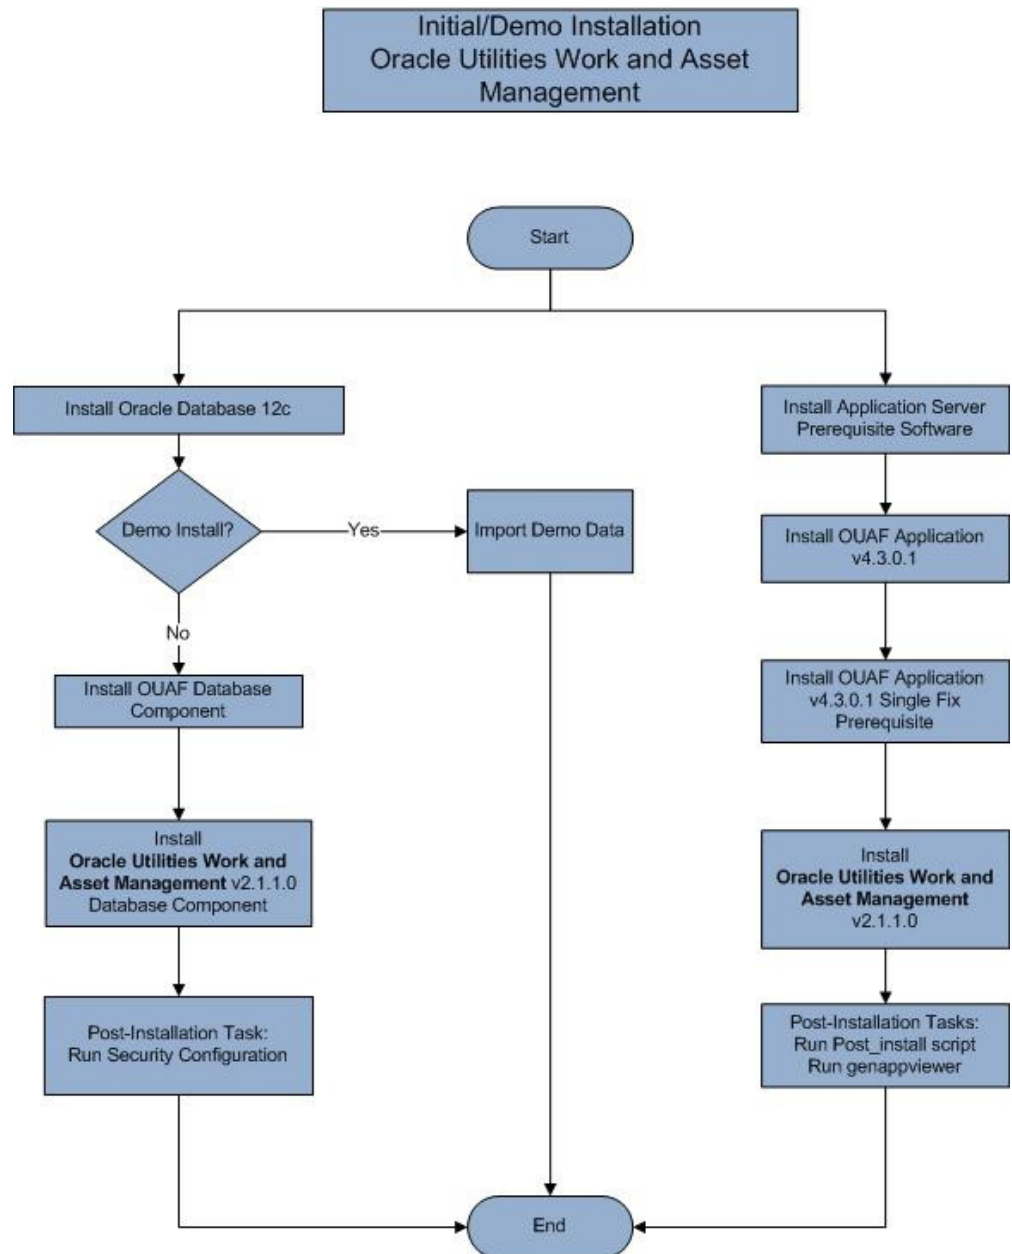 Initial/Demo Installation
Oracle Utilities Work and Asset
Management
Start
Install Oracle Database 12c
Install Application Server
Prerequisite Software
Demo Install?
Yes
Import Demo Data
Install OUAF Application
v4.3.0.1
No
Install OUAF Database
Component
Install OUAF Application
v4.3.0.1 Single Fix
Prerequisite
Install
Oracle Utilities Work and
Asset Management v2.1.1.0
Database Component
Install
Oracle Utilities Work and
Asset Management
v2.1.1.0
Post-Installation Task:
Run Security Configuration
Post-Installation Tasks:
Run Post_install script
Run genappviewer
End